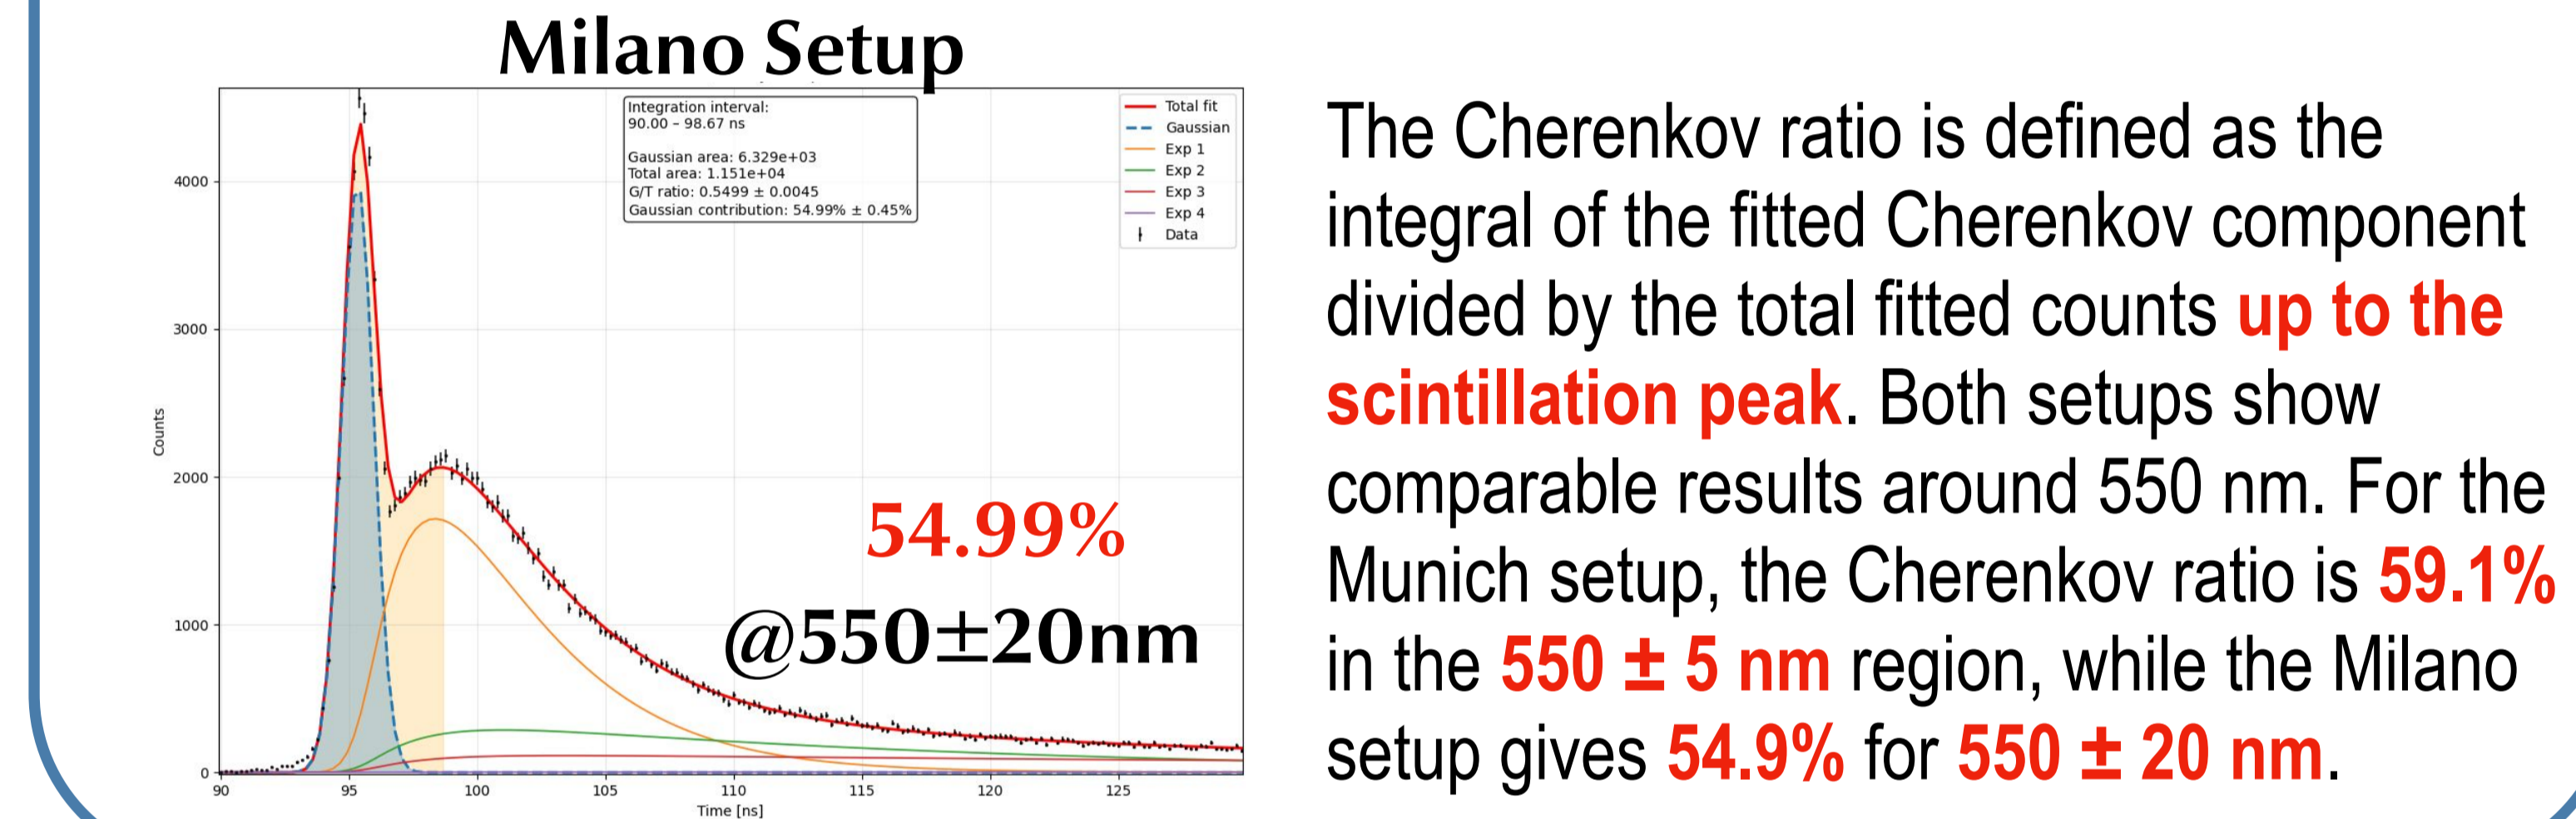 Milano Setup
Integration interval:
90.00 – 98.67 ns
Gaussian area: 6.329e+03
Total area: 1.151e+04
G/T ratio: 0.5499 ± 0.0045
Gaussian contribution: 54.99% ± 0.45%
Total fit
Gaussian
Exp 1
Exp 2
Exp 3
Exp 4
Data
4000
3000
2000
1000
0
Counts
54.99%
@550±20nm
90 95 100 105 110 115 120 125
Time [ns]
The Cherenkov ratio is defined as the
integral of the fitted Cherenkov component
divided by the total fitted counts up to the
scintillation peak. Both setups show
comparable results around 550 nm. For the
Munich setup, the Cherenkov ratio is 59.1%
in the 550 ± 5 nm region, while the Milano
setup gives 54.9% for 550 ± 20 nm.